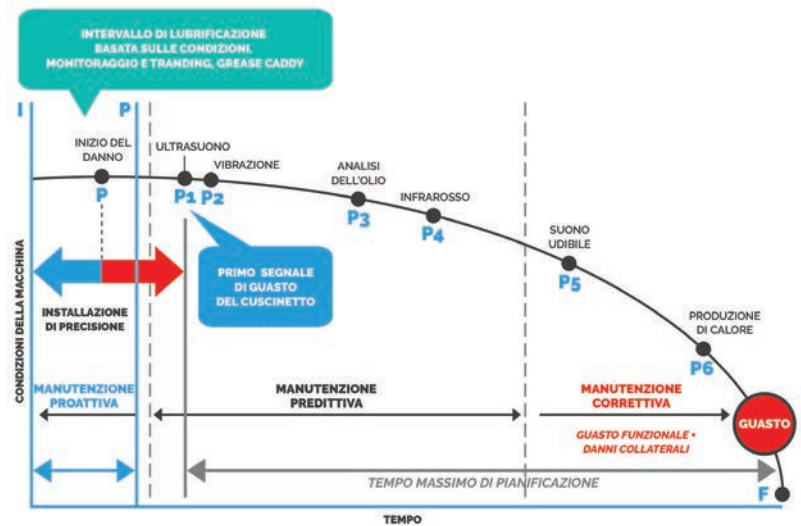 INTERVALLO DI LUBRIFICAZIONE
BASATA SULLE CONDIZIONI.
MONITORAGGIO E TRANDING, GREASE CADDY
I
P
INIZIO DEL
DANNO
P
ULTRASUONO
P1
VIBRAZIONE
P2
ANALISI
DELL'OLIO
P3
INFRAROSSO
P4
SUONO
UDIBILE
P5
PRODUZIONE
DI CALORE
P6
PRIMO SEGNALE
DI GUASTO
DEL CUSCINETTO
INSTALLAZIONE
DI PRECISIONE
CONDIZIONI DELLA MACCHINA
MANUTENZIONE
PROATTIVA
MANUTENZIONE
PREDITTIVA
MANUTENZIONE
CORRETTIVA
GUASTO FUNZIONALE +
DANNI COLLATERALI
GUASTO
TEMPO MASSIMO DI PIANIFICAZIONE
F
TEMPO